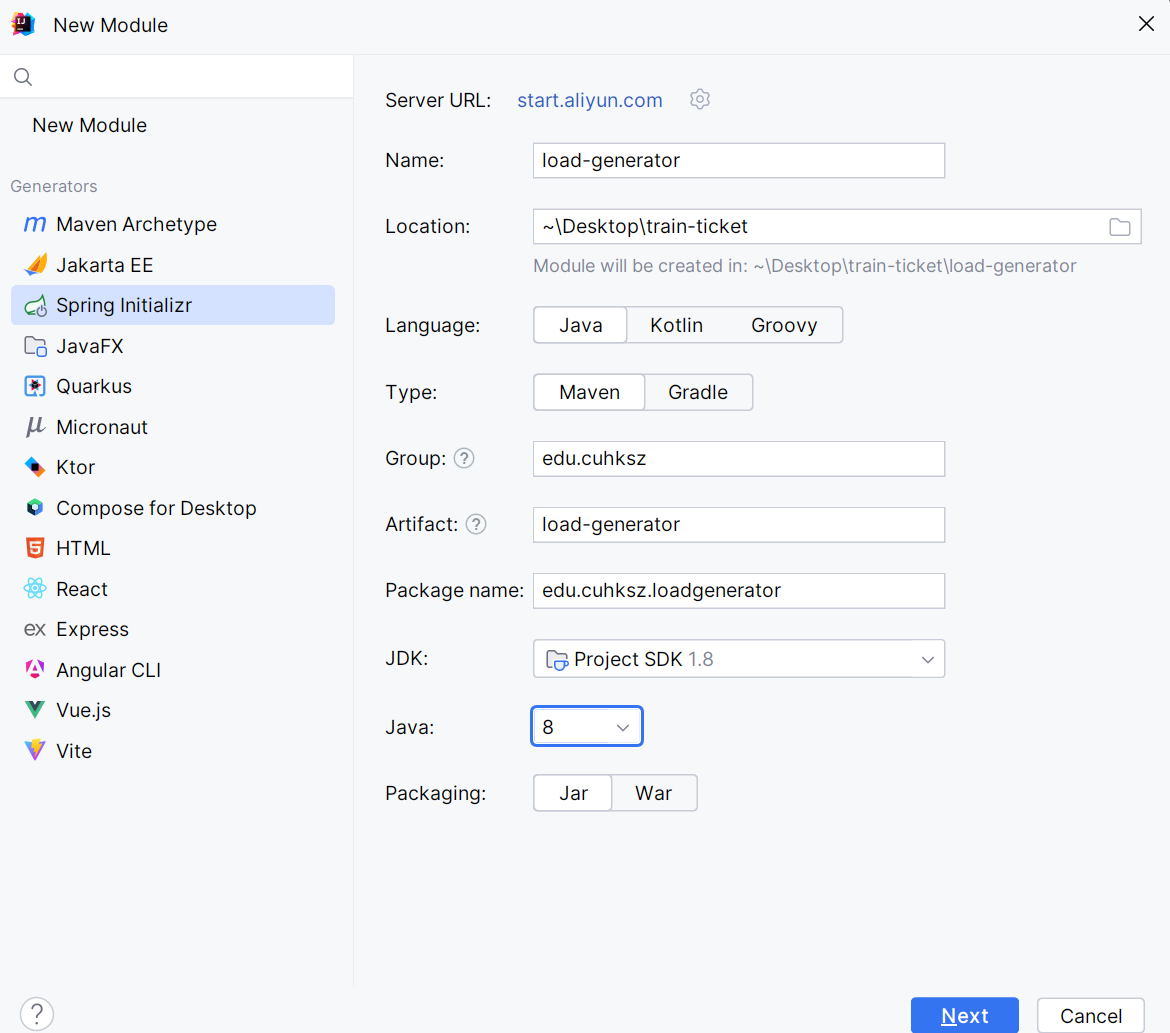 New Module
New Module
Generators
Maven Archetype
Jakarta EE
Spring Initializr
JavaFX
Quarkus
Micronaut
Ktor
Compose for Desktop
HTML
React
Express
Angular CLI
Vue.js
Vite
Server URL: start.aliyun.com
Name: load-generator
Location: ~\Desktop\train-ticket
Module will be created in: ~\Desktop\train-ticket\load-generator
Language: Java Kotlin Groovy
Type: Maven Gradle
Group: ? edu.cuhksz
Artifact: ? load-generator
Package name: edu.cuhksz.loadgenerator
JDK: Project SDK 1.8
Java: 8
Packaging: Jar War
? Next Cancel